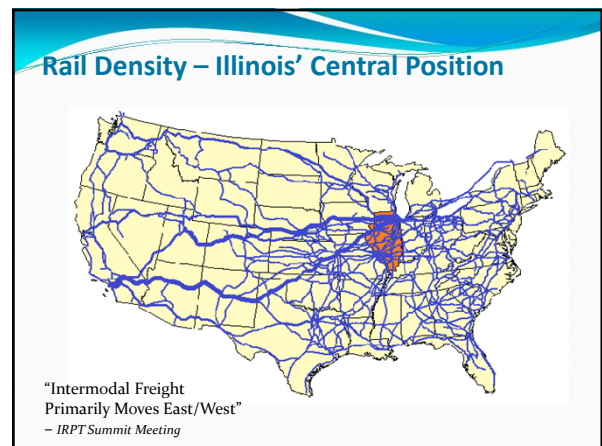 Rail Density – Illinois’ Central Position
“Intermodal Freight
Primarily Moves East/West”
– IRPT Summit Meeting